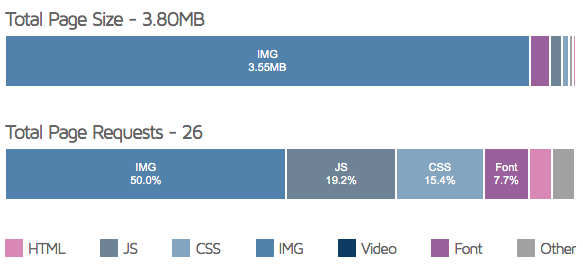 Total Page Size - 3.80MB
IMG
3.55MB
Total Page Requests - 26
IMG JS CSS Font
50.0% 19.2% 15.4% 7.7%
HTML JS CSS IMG Video Font Other